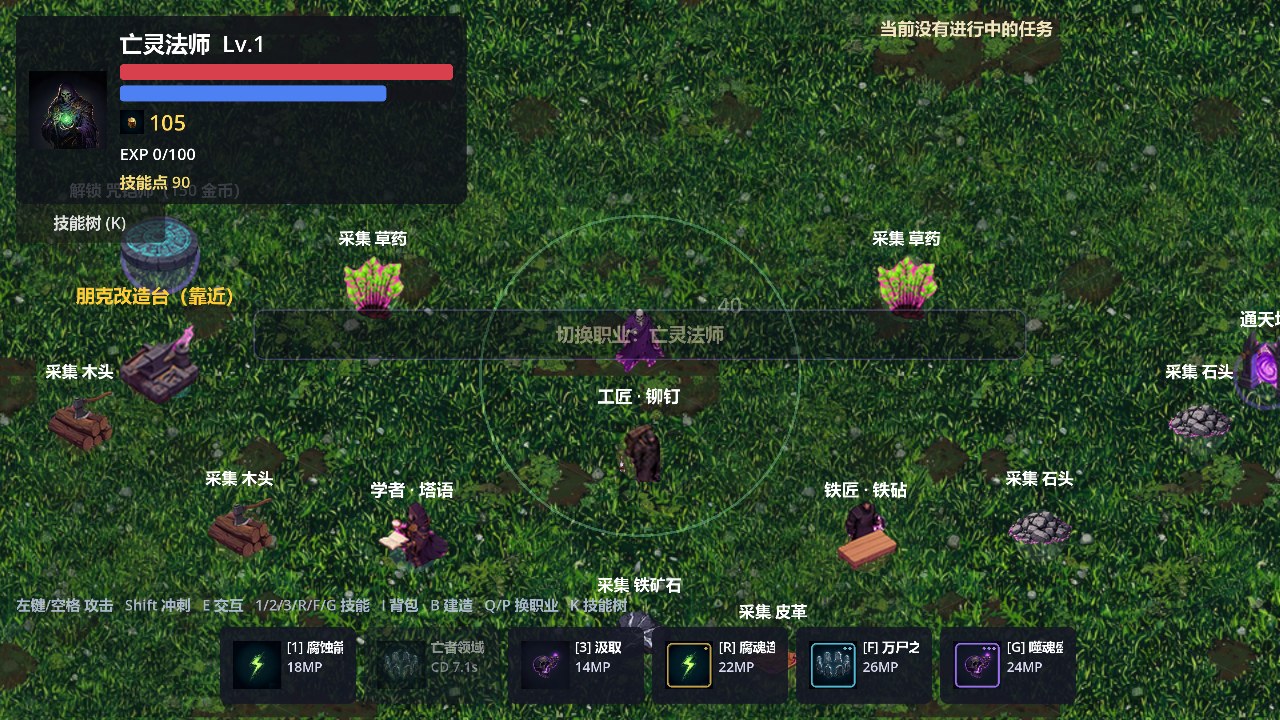 亡灵法师 Lv.1
当前没有进行中的任务
105
EXP 0/100
技能点 90
技能树 (K)
采集 草药
采集 草药
朋克改造台（靠近）
40
通天
切换职业：亡灵法师
采集 木头
采集 石头
工匠 · 铆钉
采集 木头
学者 · 塔语
铁匠 · 铁砧
采集 石头
采集 铁矿石
左键/空格 攻击 Shift 冲刺 E 交互 1/2/3/R/F/G 技能 I 背包 B 建造 Q/P 换职业 K 技能树
采集 皮革
[1] 腐蚀
18MP
亡者领域
CD 7.1s
[3] 汲取
14MP
[R] 腐魂
22MP
[F] 万尸之
26MP
[G] 噬魂
24MP